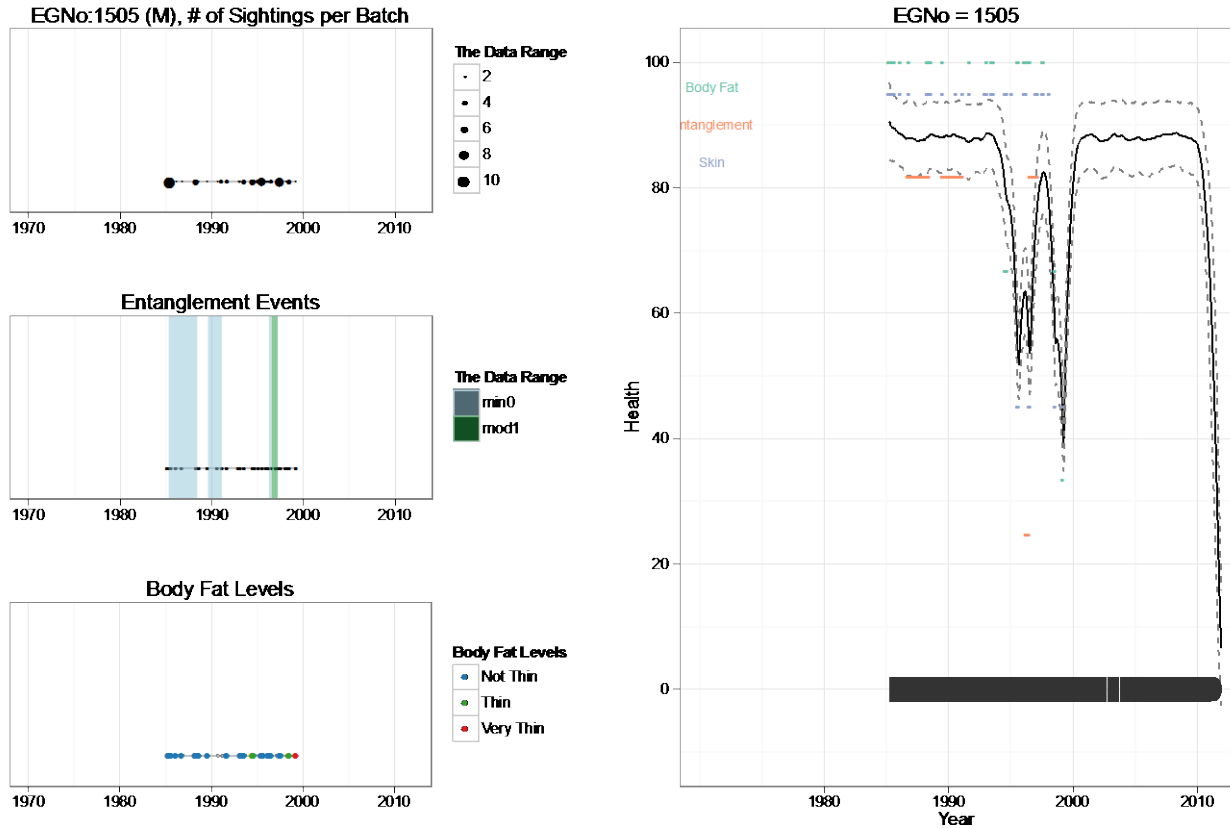 EGNo:1505 (M), # of Sightings per Batch
The Data Range
2
4
6
8
10
1970 1980 1990 2000 2010
Entanglement Events
The Data Range
min0
mod1
1970 1980 1990 2000 2010
Body Fat Levels
Body Fat Levels
Not Thin
Thin
Very Thin
1970 1980 1990 2000 2010
EGNo = 1505
100
Body Fat
ntanglement
Skin
80
60
Health
40
20
0
1980 1990 2000 2010
Year